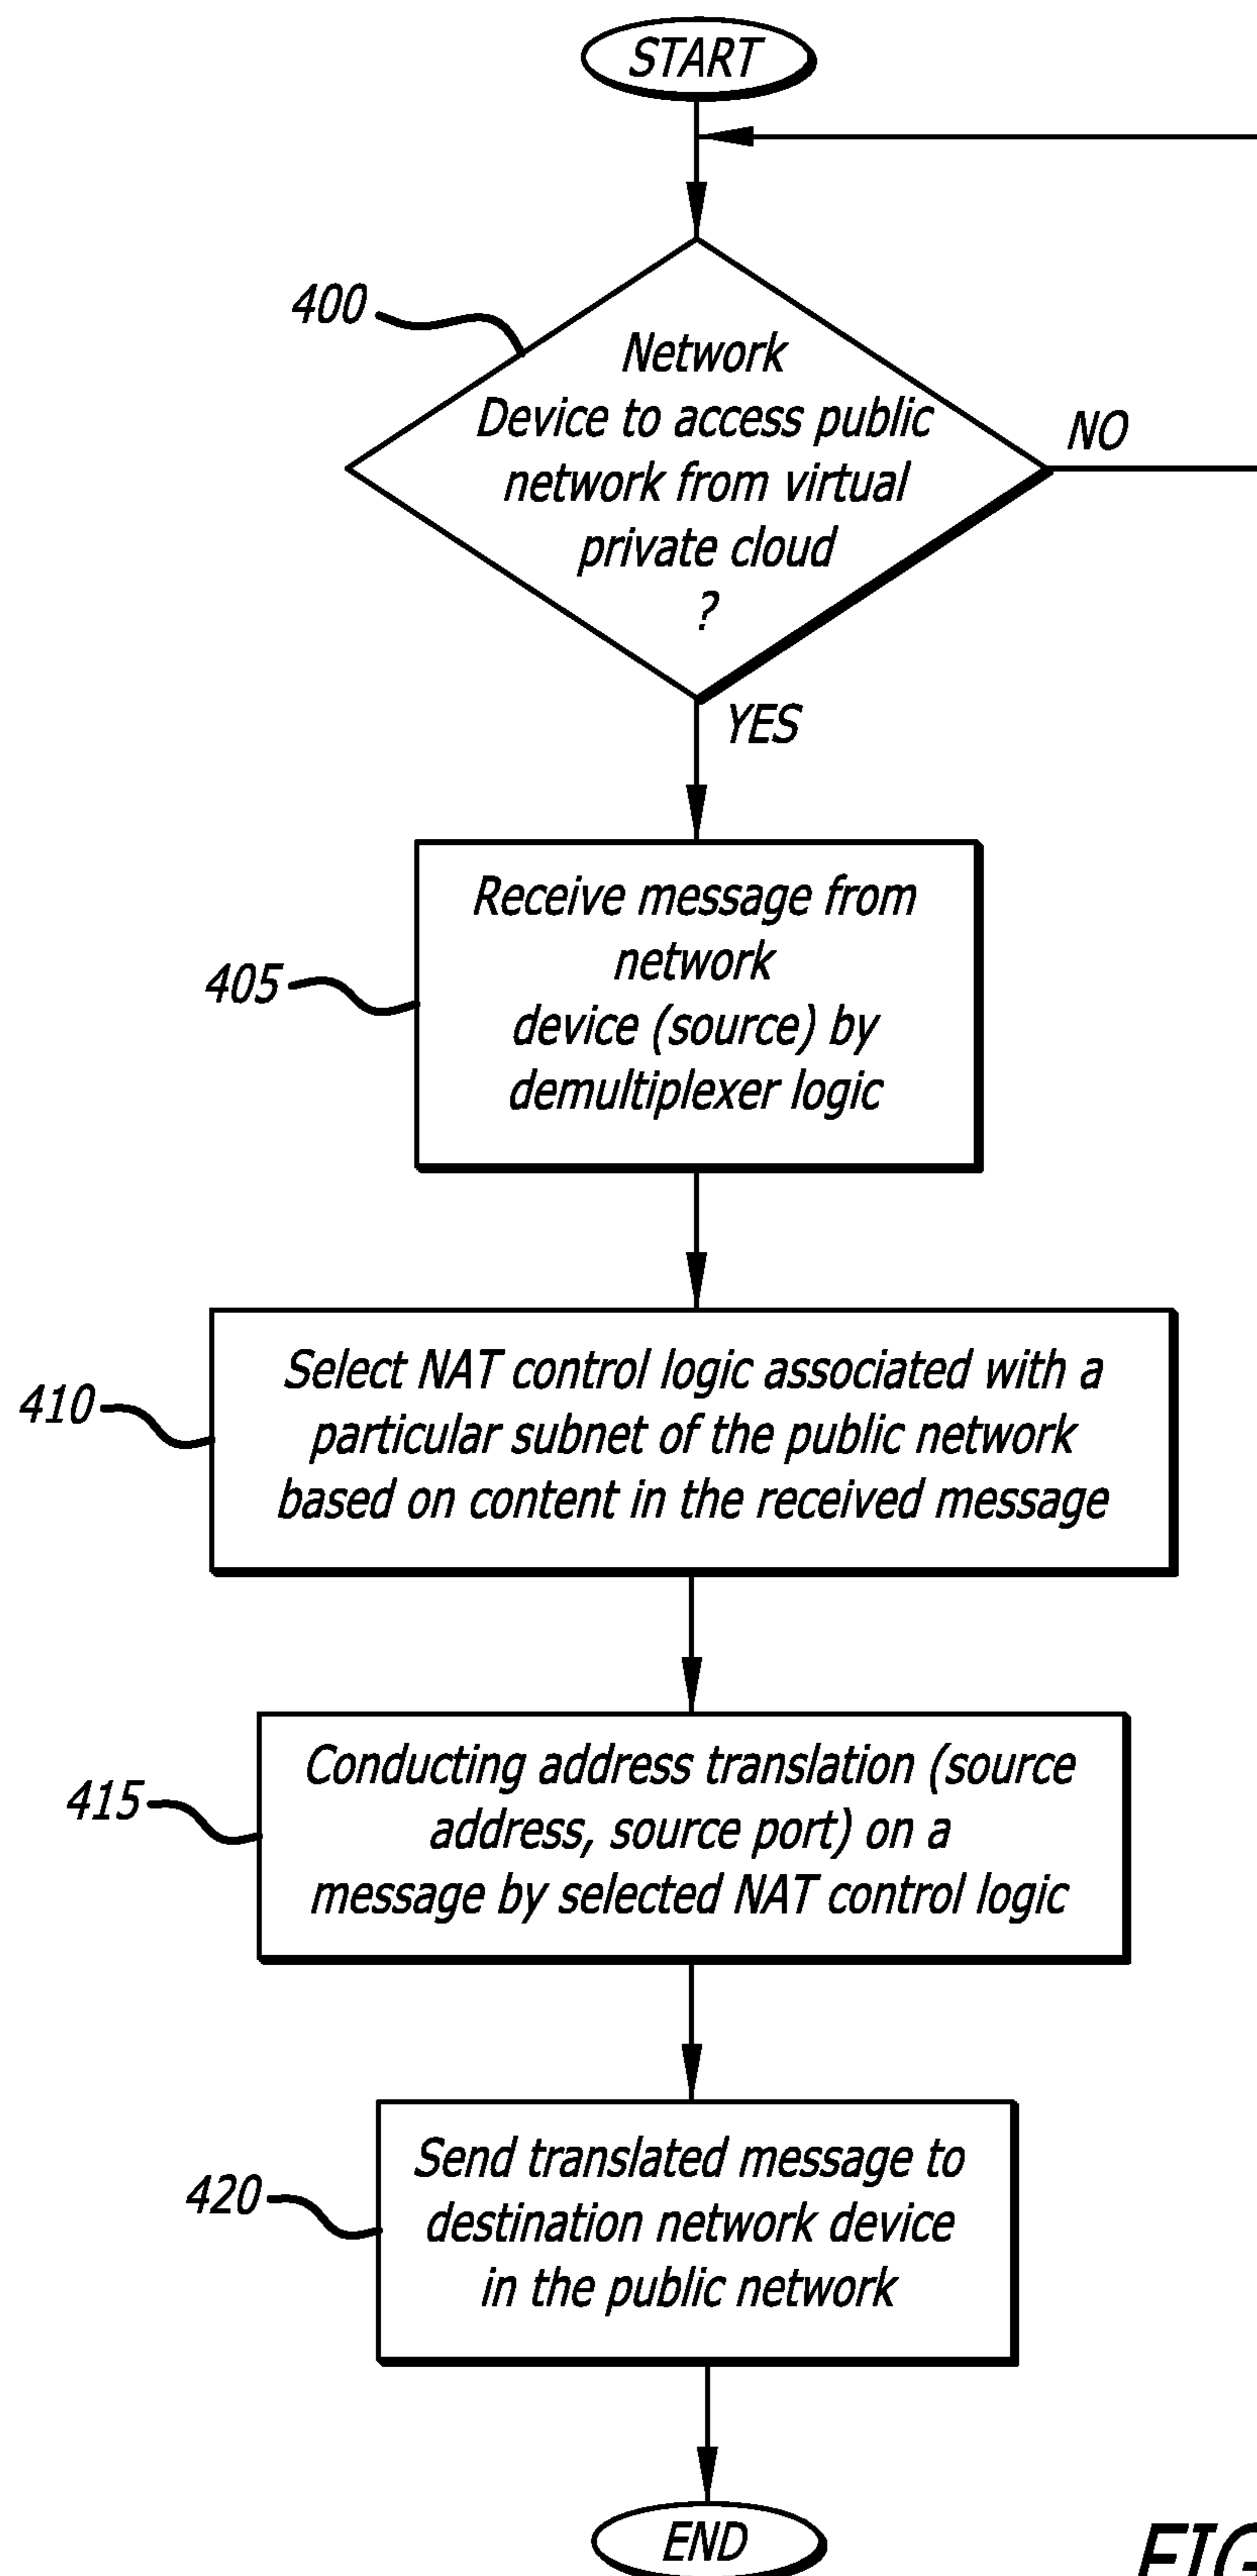 START
400
Network
Device to access public
network from virtual
private cloud
?
NO
YES
405
Receive message from
network
device (source) by
demultiplexer logic
410
Select NAT control logic associated with a
particular subnet of the public network
based on content in the received message
415
Conducting address translation (source
address, source port) on a
message by selected NAT control logic
420
Send translated message to
destination network device
in the public network
END
FIG